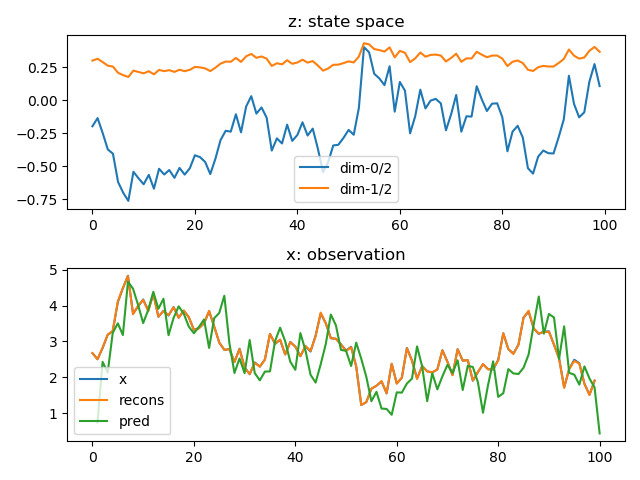 z: state space
0.25
0.00
−0.25
−0.50
−0.75
dim-0/2
dim-1/2
0 20 40 60 80 100
x: observation
5
4
3
2
1
x
recons
pred
0 20 40 60 80 100